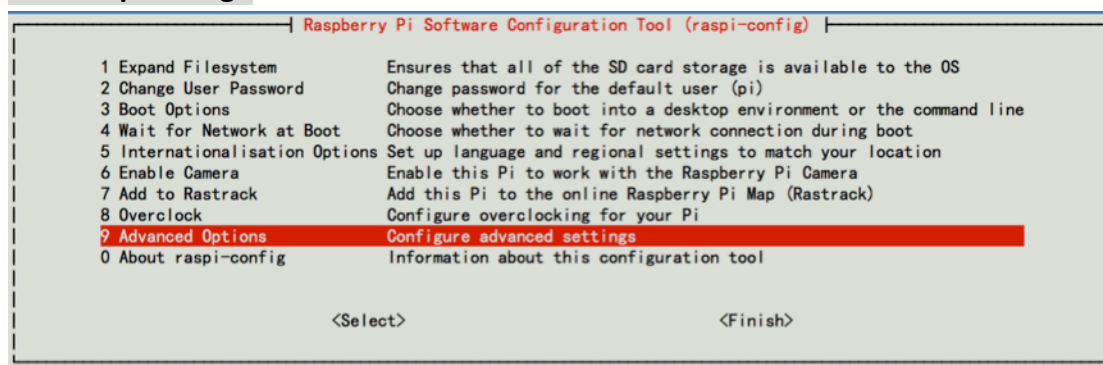 Raspberry Pi Software Configuration Tool (raspi-config)
1 Expand Filesystem Ensures that all of the SD card storage is available to the OS
2 Change User Password Change password for the default user (pi)
3 Boot Options Choose whether to boot into a desktop environment or the command line
4 Wait for Network at Boot Choose whether to wait for network connection during boot
5 Internationalisation Options Set up language and regional settings to match your location
6 Enable Camera Enable this Pi to work with the Raspberry Pi Camera
7 Add to Rastrack Add this Pi to the online Raspberry Pi Map (Rastrack)
8 Overclock Configure overclocking for your Pi
9 Advanced Options Configure advanced settings
0 About raspi-config Information about this configuration tool
<Select> <Finish>